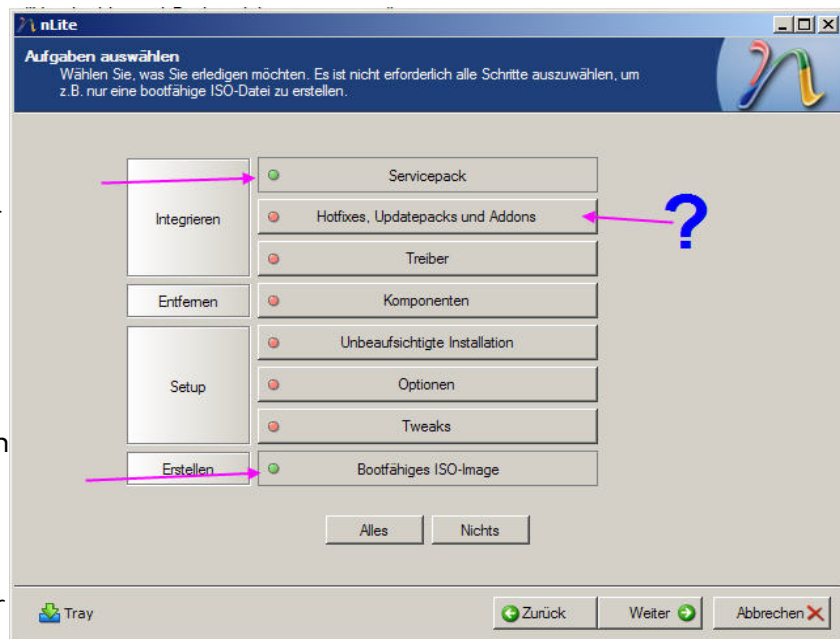 nLite
Aufgaben auswählen
Wählen Sie, was Sie erledigen möchten. Es ist nicht erforderlich alle Schritte auszuwählen, um
z.B. nur eine bootfähige ISO-Datei zu erstellen.
Integrieren
Servicepack
Hotfixes, Updatepacks und Addons
?
Treiber
Entfernen
Komponenten
Setup
Unbeaufsichtigte Installation
Optionen
Tweaks
Erstellen
Bootfähiges ISO-Image
Alles
Nichts
Tray
Zurück
Weiter
Abbrechen